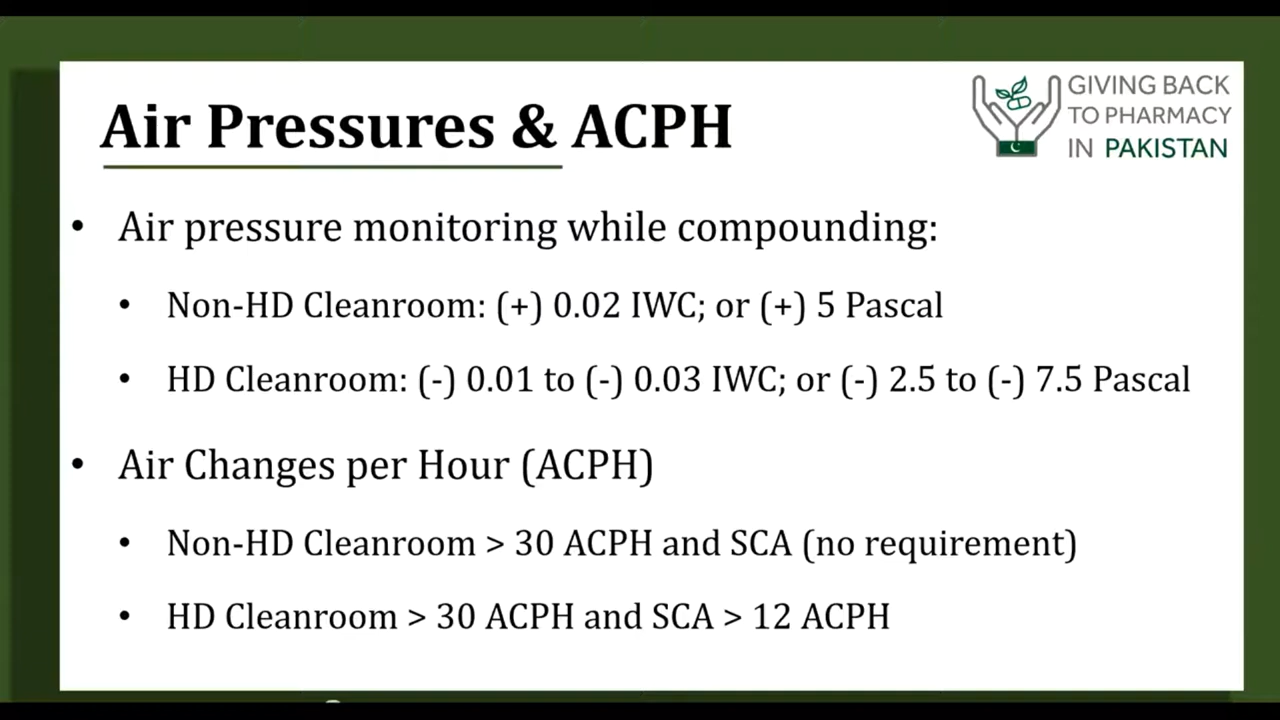 Air Pressures & ACPH
GIVING BACK
TO PHARMACY
IN PAKISTAN
• Air pressure monitoring while compounding:
• Non-HD Cleanroom: (+) 0.02 IWC; or (+) 5 Pascal
• HD Cleanroom: (-) 0.01 to (-) 0.03 IWC; or (-) 2.5 to (-) 7.5 Pascal
• Air Changes per Hour (ACPH)
• Non-HD Cleanroom > 30 ACPH and SCA (no requirement)
• HD Cleanroom > 30 ACPH and SCA > 12 ACPH